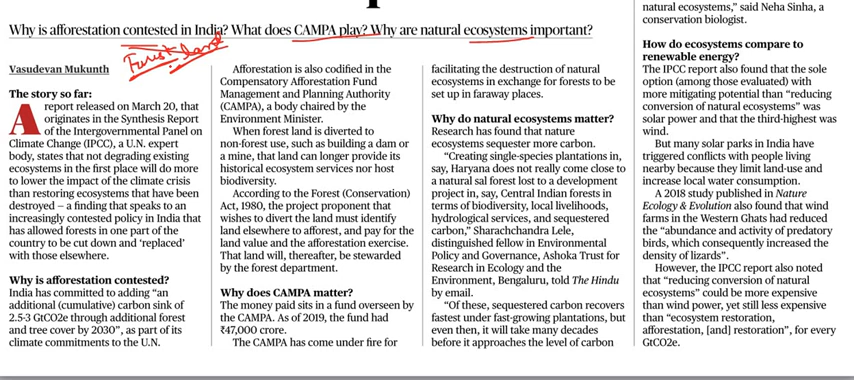 Why is afforestation contested in India? What does CAMPA play? Why are natural ecosystems important?
Forest land
Vasudevan Mukunth
The story so far:
A report released on March 20, that
originates in the Synthesis Report
of the Intergovernmental Panel on
Climate Change (IPCC), a U.N. expert
body, states that not degrading existing
ecosystems in the first place will do more
to lower the impact of the climate crisis
than restoring ecosystems that have been
destroyed – a finding that speaks to an
increasingly contested policy in India that
has allowed forests in one part of the
country to be cut down and ‘replaced’
with those elsewhere.
Why is afforestation contested?
India has committed to adding “an
additional (cumulative) carbon sink of
2.5-3 GtCO2e through additional forest
and tree cover by 2030”, as part of its
climate commitments to the U.N.
Afforestation is also codified in the
Compensatory Afforestation Fund
Management and Planning Authority
(CAMPA), a body chaired by the
Environment Minister.
When forest land is diverted to
non-forest use, such as building a dam or
a mine, that land can longer provide its
historical ecosystem services nor host
biodiversity.
According to the Forest (Conservation)
Act, 1980, the project proponent that
wishes to divert the land must identify
land elsewhere to afforest, and pay for the
land value and the afforestation exercise.
That land will, thereafter, be stewarded
by the forest department.
Why does CAMPA matter?
The money paid sits in a fund overseen by
the CAMPA. As of 2019, the fund had
₹47,000 crore.
The CAMPA has come under fire for
facilitating the destruction of natural
ecosystems in exchange for forests to be
set up in faraway places.
Why do natural ecosystems matter?
Research has found that nature
ecosystems sequester more carbon.
“Creating single-species plantations in,
say, Haryana does not really come close to
a natural sal forest lost to a development
project in, say, Central Indian forests in
terms of biodiversity, local livelihoods,
hydrological services, and sequestered
carbon,” Sharachchandra Lele,
distinguished fellow in Environmental
Policy and Governance, Ashoka Trust for
Research in Ecology and the
Environment, Bengaluru, told The Hindu
by email.
“Of these, sequestered carbon recovers
fastest under fast-growing plantations, but
even then, it will take many decades
before it approaches the level of carbon
natural ecosystems,” said Neha Sinha, a
conservation biologist.
How do ecosystems compare to
renewable energy?
The IPCC report also found that the sole
option (among those evaluated) with
more mitigating potential than “reducing
conversion of natural ecosystems” was
solar power and that the third-highest was
wind.
But many solar parks in India have
triggered conflicts with people living
nearby because they limit land-use and
increase local water consumption.
A 2018 study published in Nature
Ecology & Evolution also found that wind
farms in the Western Ghats had reduced
the “abundance and activity of predatory
birds, which consequently increased the
density of lizards”.
However, the IPCC report also noted
that “reducing conversion of natural
ecosystems” could be more expensive
than wind power, yet still less expensive
than “ecosystem restoration,
afforestation, [and] restoration”, for every
GtCO2e.